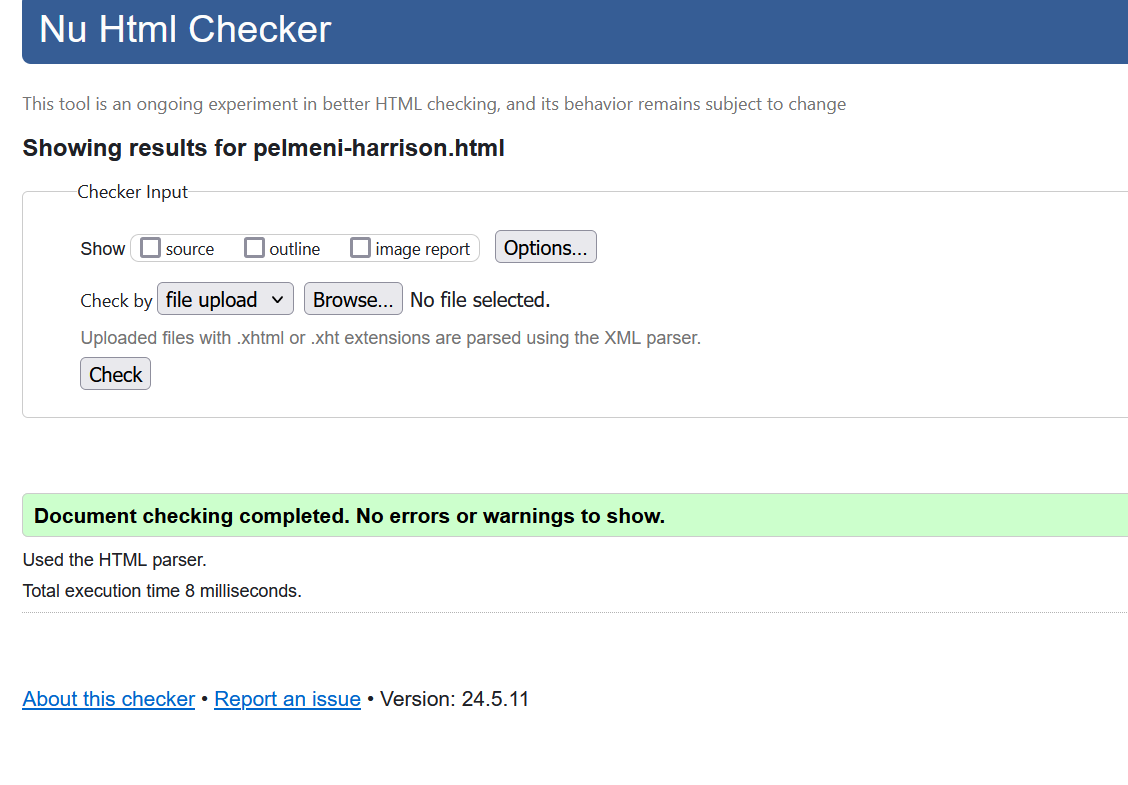 Nu Html Checker
This tool is an ongoing experiment in better HTML checking, and its behavior remains subject to change
Showing results for pelmeni-harrison.html
Checker Input
Show source outline image report Options...
Check by file upload Browse... No file selected.
Uploaded files with .xhtml or .xht extensions are parsed using the XML parser.
Check
Document checking completed. No errors or warnings to show.
Used the HTML parser.
Total execution time 8 milliseconds.
About this checker • Report an issue • Version: 24.5.11